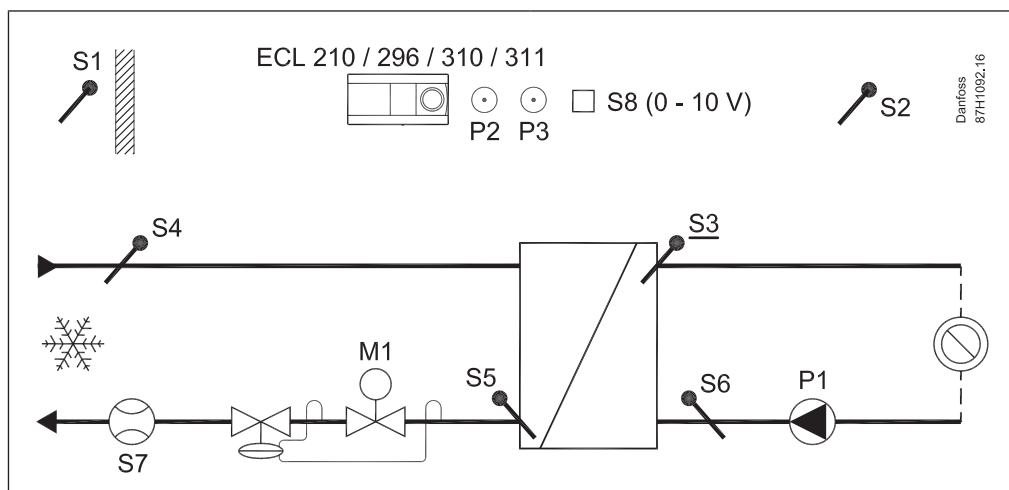 S1
ECL 210 / 296 / 310 / 311
P2
P3
S8 (0 - 10 V)
S2
Danfoss
87H1092.16
S4
S3
M1
S5
S6
P1
S7